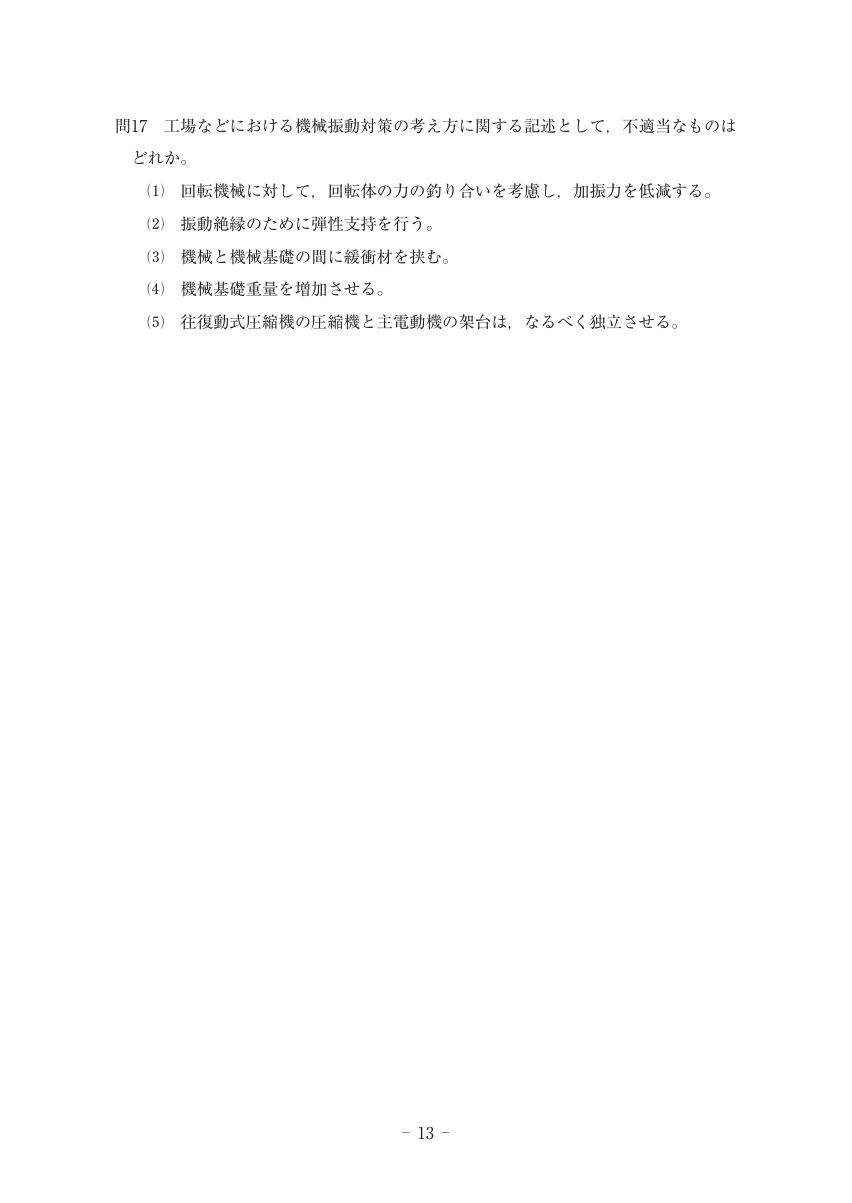 問17　工場などにおける機械振動対策の考え方に関する記述として，不適当なものは
どれか。
⑴　回転機械に対して，回転体の力の釣り合いを考慮し，加振力を低減する。
⑵　振動絶縁のために弾性支持を行う。
⑶　機械と機械基礎の間に緩衝材を挟む。
⑷　機械基礎重量を増加させる。
⑸　往復動式圧縮機の圧縮機と主電動機の架台は，なるべく独立させる。
− 13 −